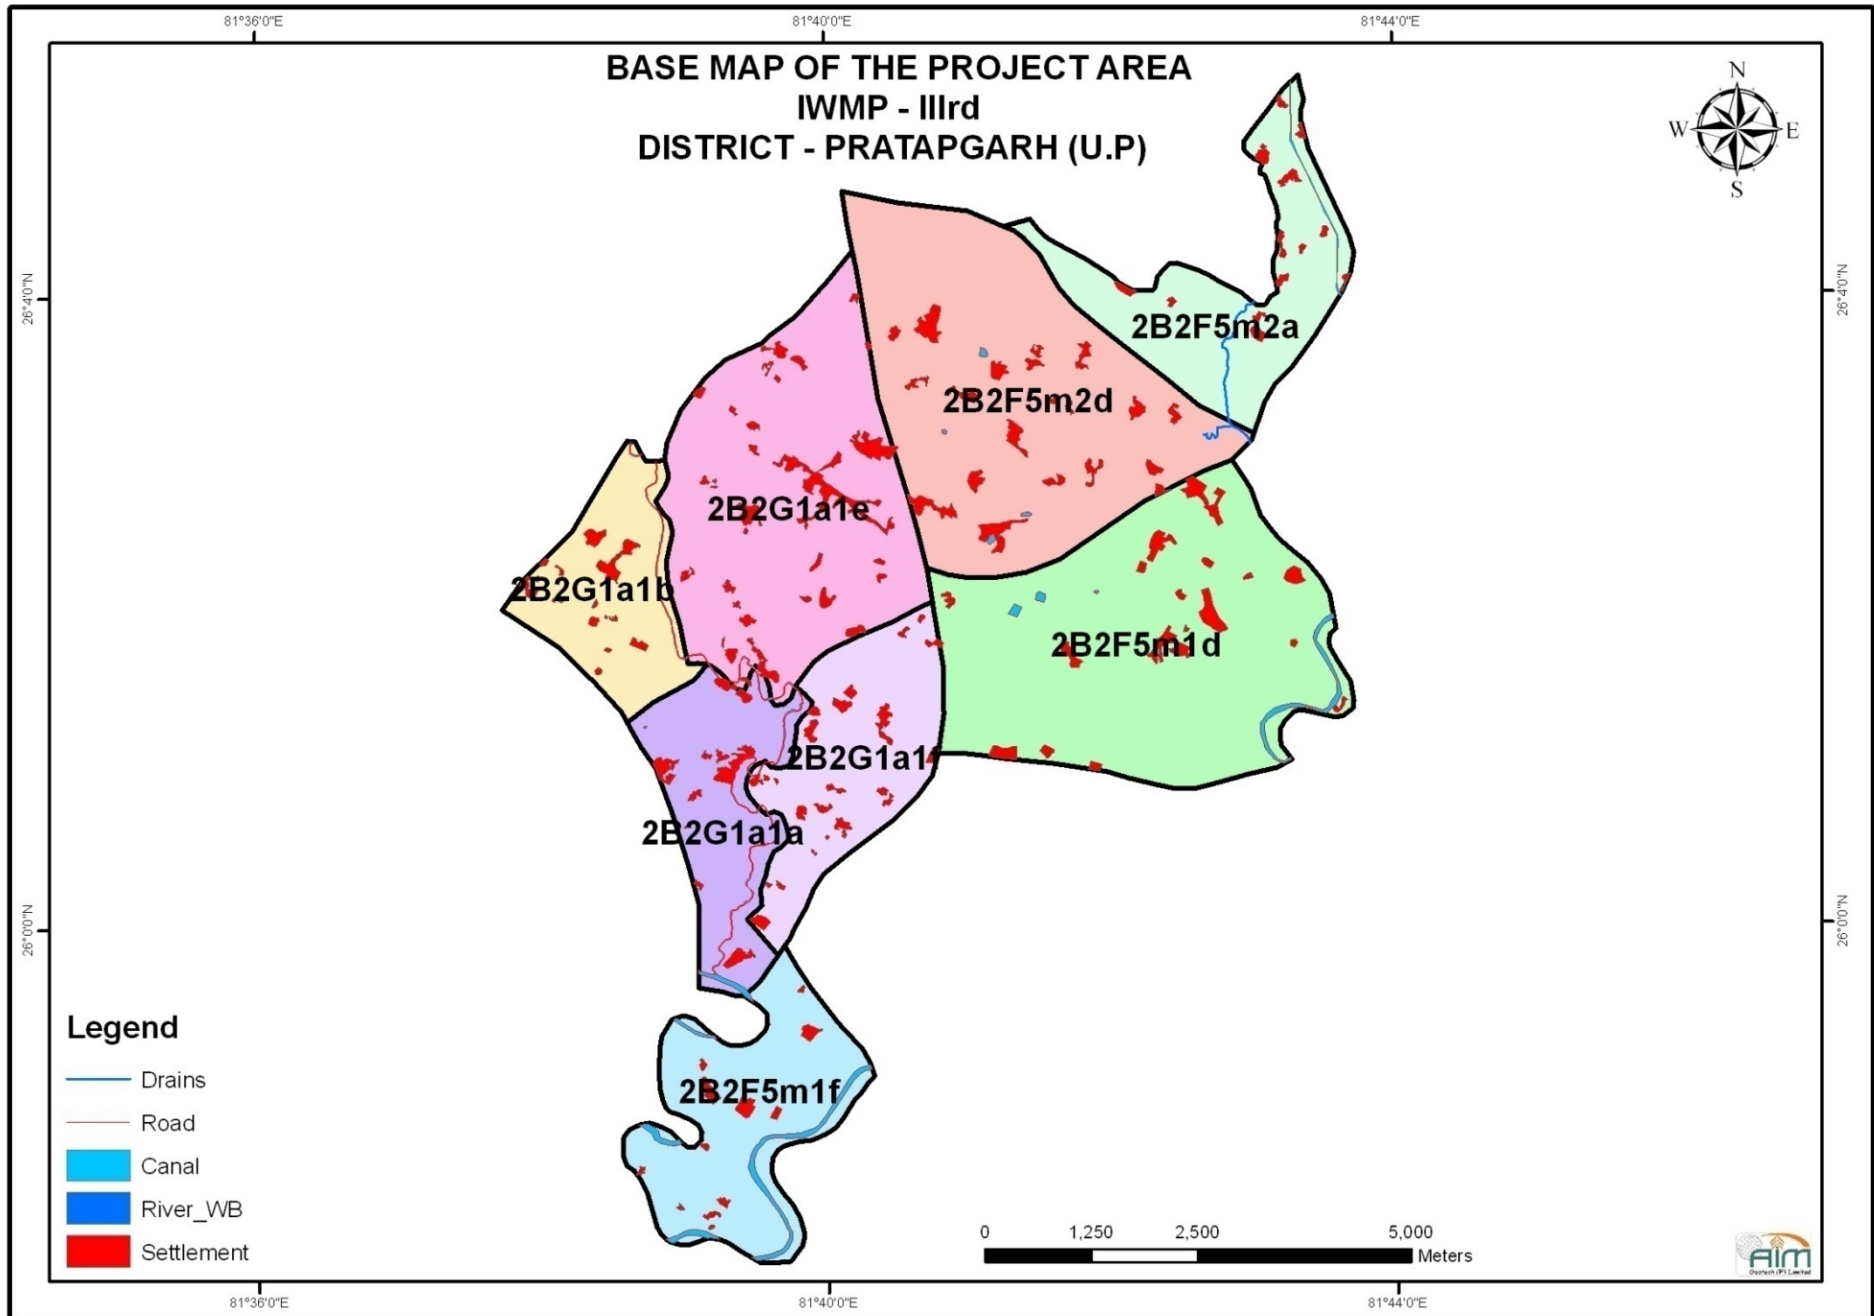 81°36'0"E
81°40'0"E
81°44'0"E
BASE MAP OF THE PROJECT AREA
IWMP - IIIrd
DISTRICT - PRATAPGARH (U.P)
N
W
E
S
26°4'0"N
26°4'0"N
2B2F5m2a
2B2F5m2d
2B2G1a1e
2B2G1a1b
2B2F5m1d
2B2G1a1f
2B2G1a1a
26°0'0"N
26°0'0"N
2B2F5m1f
Legend
Drains
Road
Canal
River_WB
Settlement
0 1,250 2,500 5,000
Meters
AIM
Geotech (P) Limited
81°36'0"E
81°40'0"E
81°44'0"E